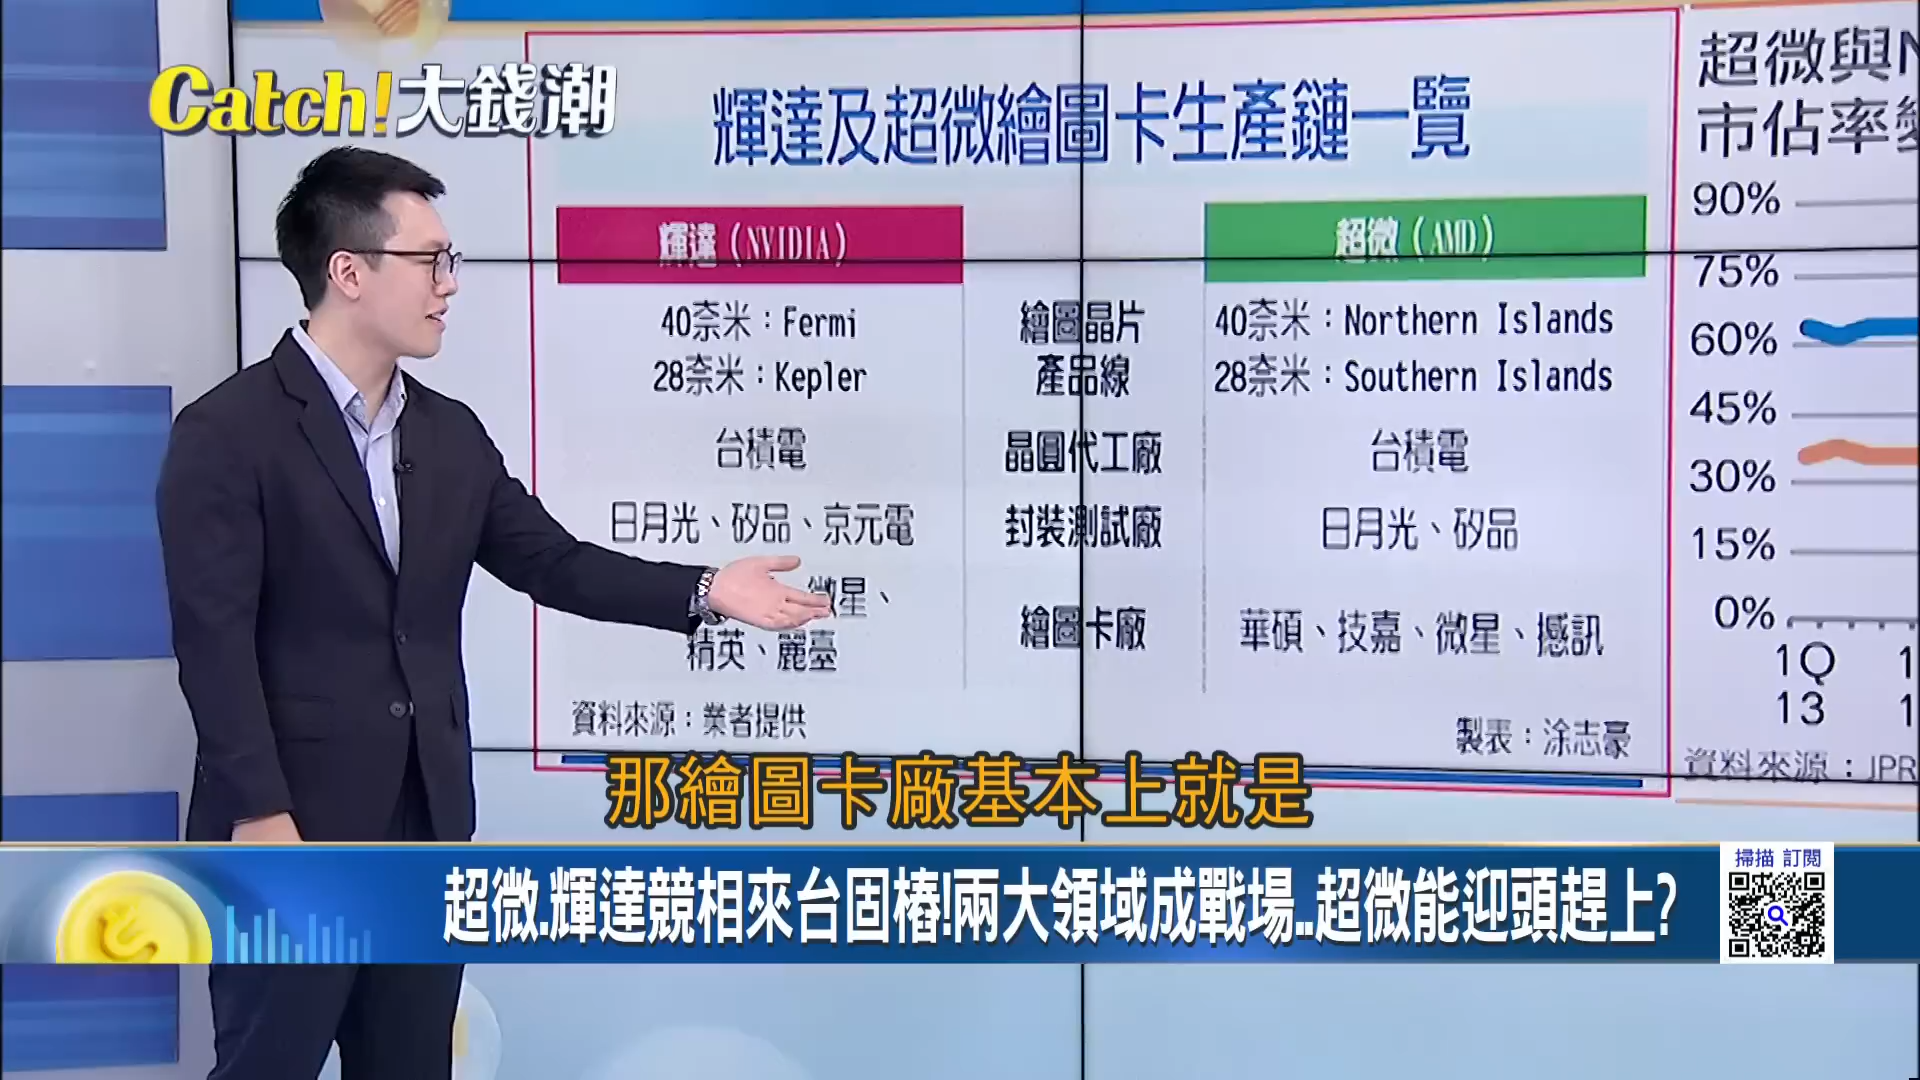 Catch!大錢潮
輝達及超微繪圖卡生產鏈一覽
輝達（NVIDIA）
超微（AMD）
40奈米：Fermi
繪圖晶片
40奈米：Northern Islands
28奈米：Kepler
產品線
28奈米：Southern Islands
台積電
晶圓代工廠
台積電
日月光、矽品、京元電
封裝測試廠
日月光、矽品
微星、
精英、麗臺
繪圖卡廠
華碩、技嘉、微星、撼訊
資料來源：業者提供
製表：涂志豪
超微與N
市佔率變
90%
75%
60%
45%
30%
15%
0%
1Q
13
資料來源：JPR
那繪圖卡廠基本上就是
超微.輝達競相來台固樁!兩大領域成戰場..超微能迎頭趕上?
掃描 訂閱